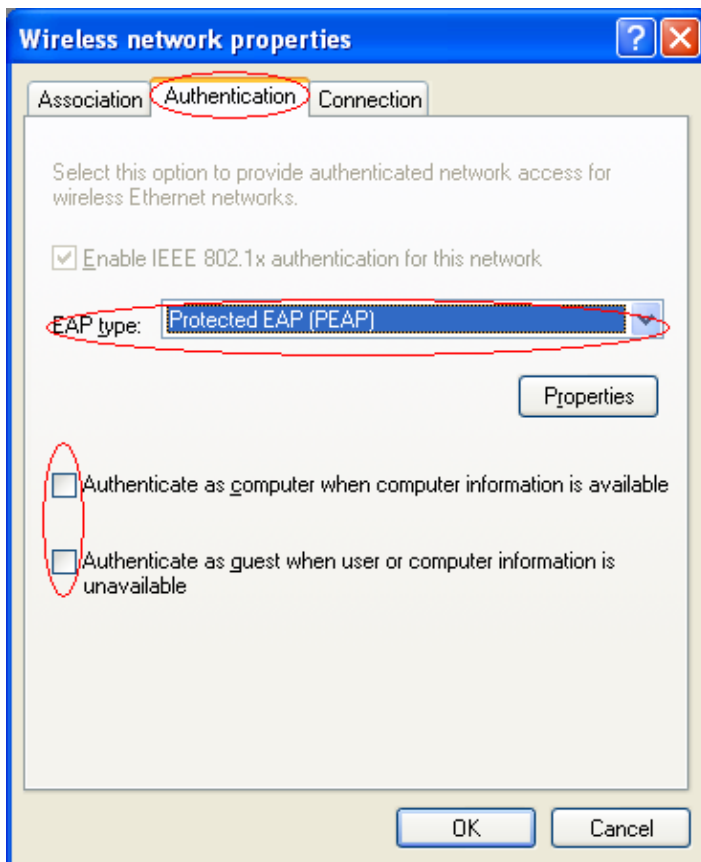 Wireless network properties
Association Authentication Connection
Select this option to provide authenticated network access for
wireless Ethernet networks.
Enable IEEE 802.1x authentication for this network
EAP type: Protected EAP (PEAP)
Properties
Authenticate as computer when computer information is available
Authenticate as guest when user or computer information is
unavailable
OK Cancel